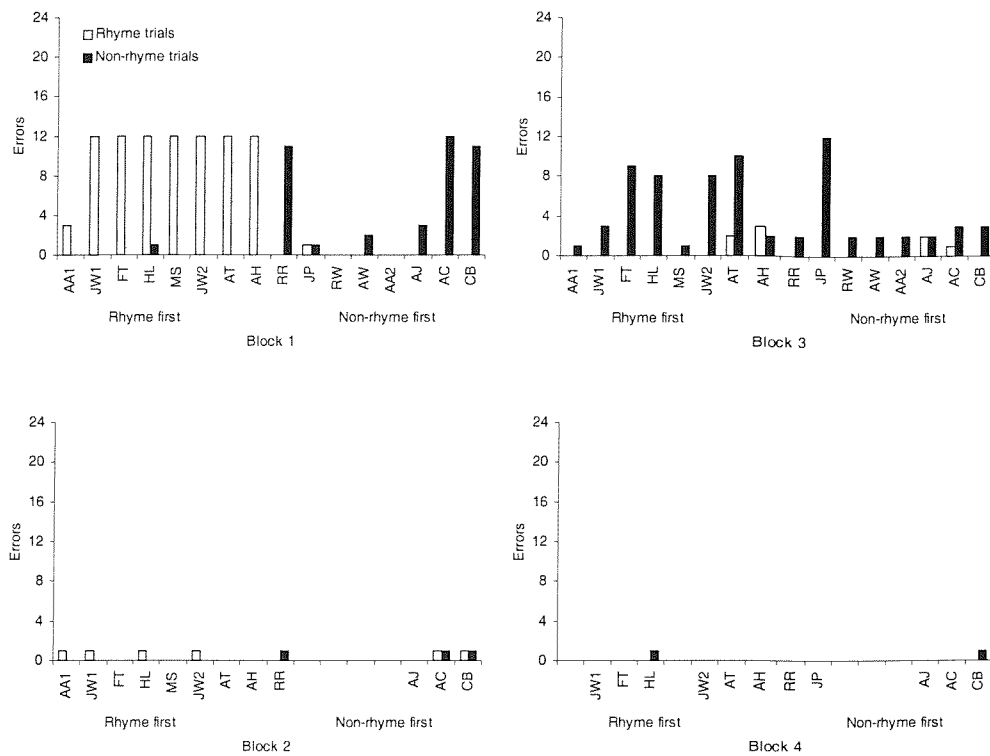 24
20
16
12
8
4
0
Errors
Rhyme trials
Non-rhyme trials
AA1 JW1 FT HL MS JW2 AT AH RR JP RW AW AA2 AJ AC CB
Rhyme first Non-rhyme first
Block 1
24
20
16
12
8
4
0
Errors
AA1 JW1 FT HL MS JW2 AT AH RR JP RW AW AA2 AJ AC CB
Rhyme first Non-rhyme first
Block 3
24
20
16
12
8
4
0
Errors
AA1 JW1 FT HL MS JW2 AT AH RR AJ AC CB
Rhyme first Non-rhyme first
Block 2
24
20
16
12
8
4
0
Errors
JW1 FT HL JW2 AT AH RR JP AJ AC CB
Rhyme first Non-rhyme first
Block 4